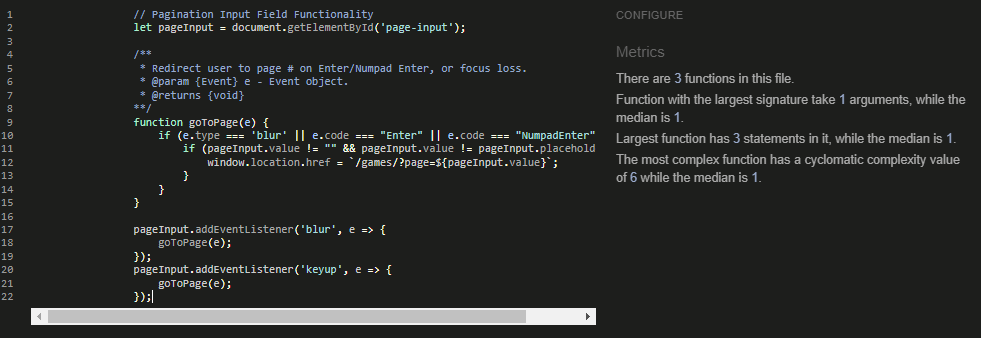 1 // Pagination Input Field Functionality
2 let pageInput = document.getElementById('page-input');
3
4 /**
5 * Redirect user to page # on Enter/Numpad Enter, or focus loss.
6 * @param {Event} e - Event object.
7 * @returns {void}
8 **/
9 function goToPage(e) {
10 if (e.type === 'blur' || e.code === "Enter" || e.code === "NumpadEnter"
11 if (pageInput.value != "" && pageInput.value != pageInput.placehold
12 window.location.href = `/games/?page=${pageInput.value}`;
13 }
14 }
15 }
16
17 pageInput.addEventListener('blur', e => {
18 goToPage(e);
19 });
20 pageInput.addEventListener('keyup', e => {
21 goToPage(e);
22 });
CONFIGURE
Metrics
There are 3 functions in this file.
Function with the largest signature take 1 arguments, while the
median is 1.
Largest function has 3 statements in it, while the median is 1.
The most complex function has a cyclomatic complexity value
of 6 while the median is 1.